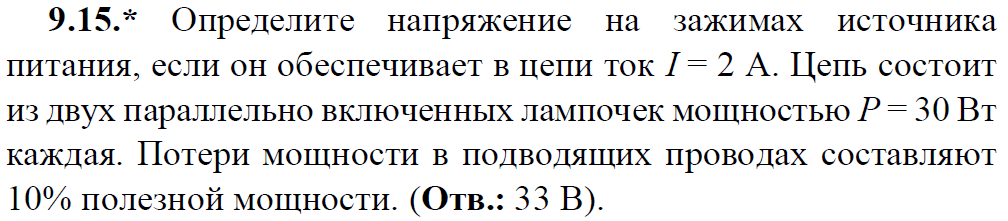 9.15.* Определите напряжение на зажимах источника
питания, если он обеспечивает в цепи ток I = 2 А. Цепь состоит
из двух параллельно включенных лампочек мощностью P = 30 Вт
каждая. Потери мощности в подводящих проводах составляют
10% полезной мощности. (Отв.: 33 В).